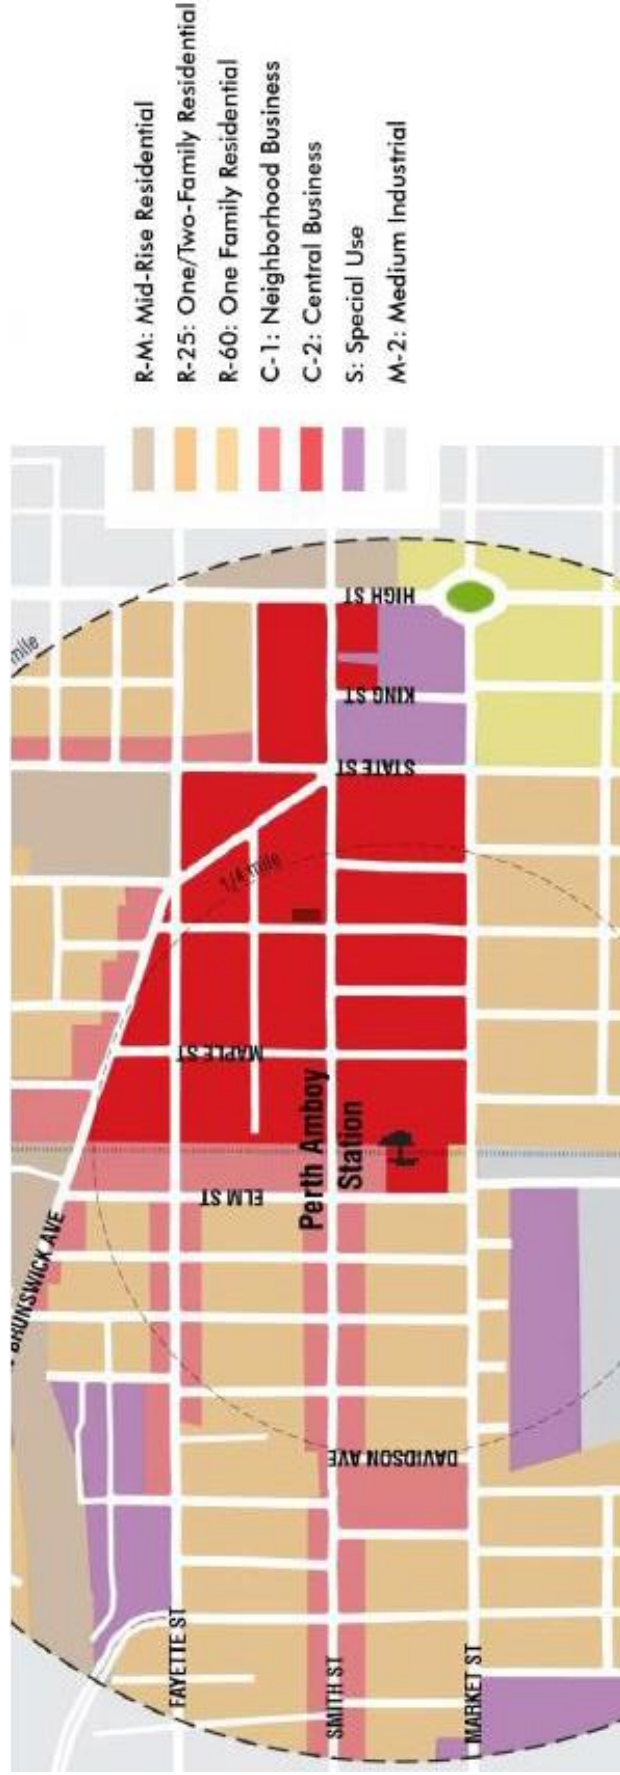 R-M: Mid-Rise Residential
R-25: One/Two-Family Residential
R-60: One Family Residential
C-1: Neighborhood Business
C-2: Central Business
S: Special Use
M-2: Medium Industrial
mile
HIGH ST
KING ST
STATE ST
1/4 mile
MAPLE ST
Perth Amboy
Station
ELM ST
BRUNSWICK AVE
DAVIDSON AVE
FAYETTE ST
SMITH ST
MARKET ST